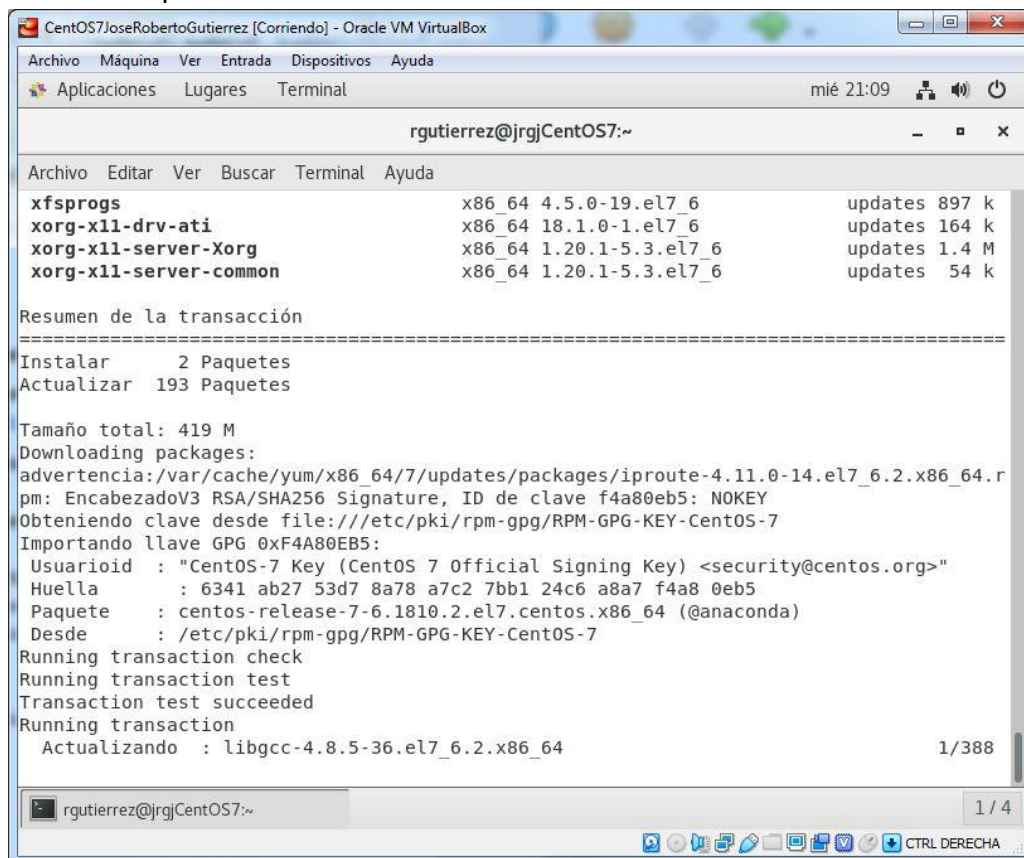 CentOS7JoseRobertoGutierrez [Corriendo] - Oracle VM VirtualBox
Archivo Máquina Ver Entrada Dispositivos Ayuda
Aplicaciones Lugares Terminal mié 21:09
rgutierrez@jrgjCentOS7:~
Archivo Editar Ver Buscar Terminal Ayuda
xfsprogs x86_64 4.5.0-19.el7_6 updates 897 k
xorg-x11-drv-ati x86_64 18.1.0-1.el7_6 updates 164 k
xorg-x11-server-Xorg x86_64 1.20.1-5.3.el7_6 updates 1.4 M
xorg-x11-server-common x86_64 1.20.1-5.3.el7_6 updates 54 k
Resumen de la transacción
================================================================================
Instalar 2 Paquetes
Actualizar 193 Paquetes
Tamaño total: 419 M
Downloading packages:
advertencia:/var/cache/yum/x86_64/7/updates/packages/iproute-4.11.0-14.el7_6.2.x86_64.r
pm: EncabezadoV3 RSA/SHA256 Signature, ID de clave f4a80eb5: NOKEY
Obteniendo clave desde file:///etc/pki/rpm-gpg/RPM-GPG-KEY-CentOS-7
Importando llave GPG 0xF4A80EB5:
Usuarioid : "CentOS-7 Key (CentOS 7 Official Signing Key) <security@centos.org>"
Huella : 6341 ab27 53d7 8a78 a7c2 7bb1 24c6 a8a7 f4a8 0eb5
Paquete : centos-release-7-6.1810.2.el7.centos.x86_64 (@anaconda)
Desde : /etc/pki/rpm-gpg/RPM-GPG-KEY-CentOS-7
Running transaction check
Running transaction test
Transaction test succeeded
Running transaction
Actualizando : libgcc-4.8.5-36.el7_6.2.x86_64 1/388
rgutierrez@jrgjCentOS7:~ 1 / 4
CTRL DERECHA